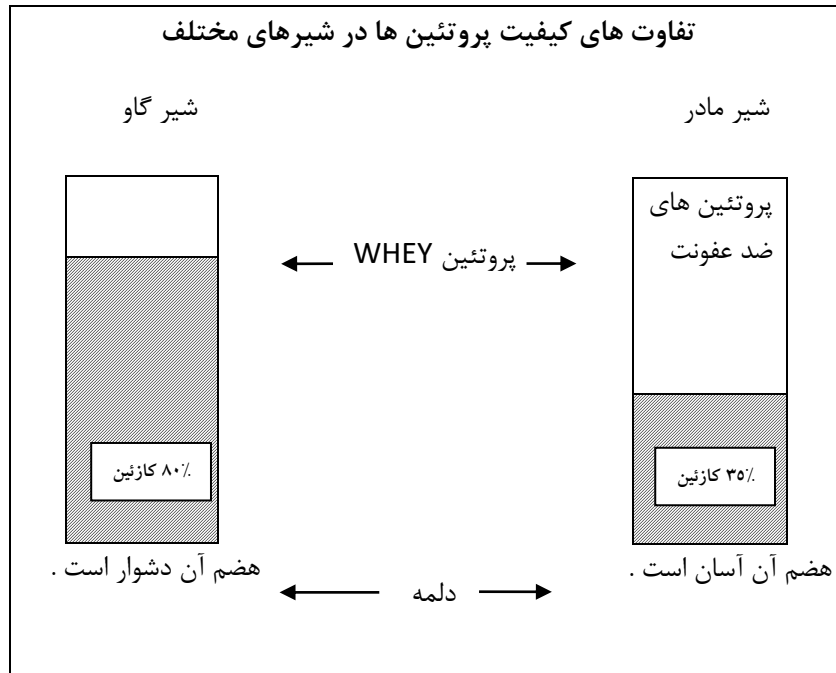 تفاوت های کیفیت پروتئین ها در شیرهای مختلف
شیر مادر
شیر گاو
پروتئین های
ضد عفونت
پروتئین WHEY
۳۵٪ کازئین
۸۰٪ کازئین
هضم آن آسان است .
هضم آن دشوار است .
دلمه